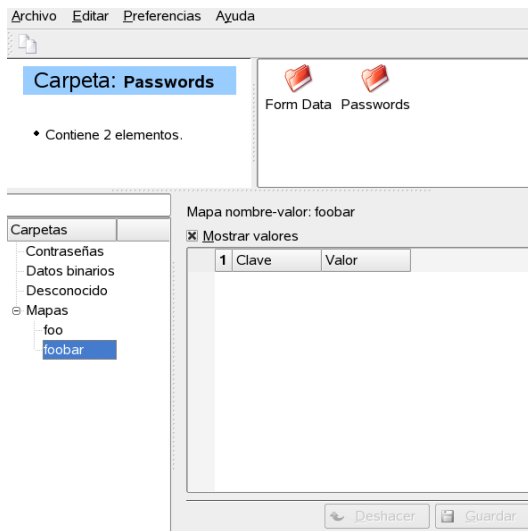 Archivo Editar Preferencias Ayuda
Carpeta: Passwords
Contiene 2 elementos.
Form Data Passwords
Mapa nombre-valor: foobar
Mostrar valores
Carpetas
Contraseñas
Datos binarios
Desconocido
Mapas
foo
foobar
1 Clave Valor
Deshacer Guardar